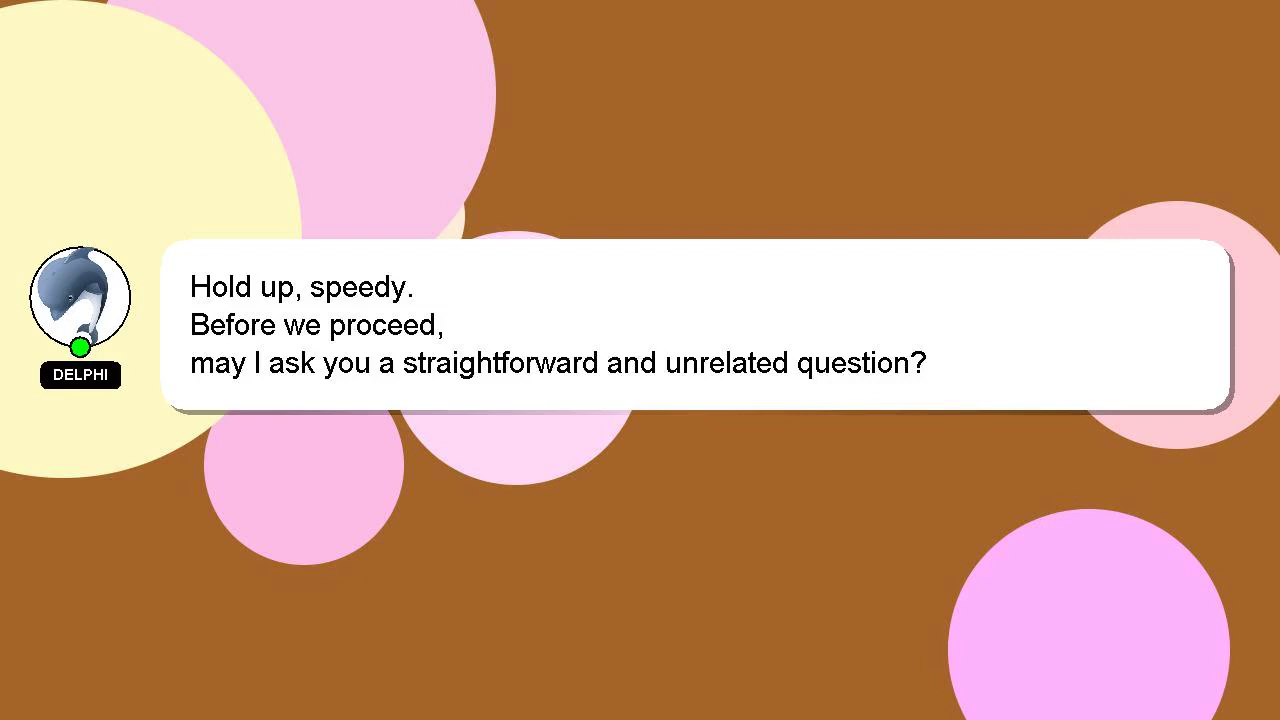 Hold up, speedy.
Before we proceed,
may I ask you a straightforward and unrelated question?
DELPHI